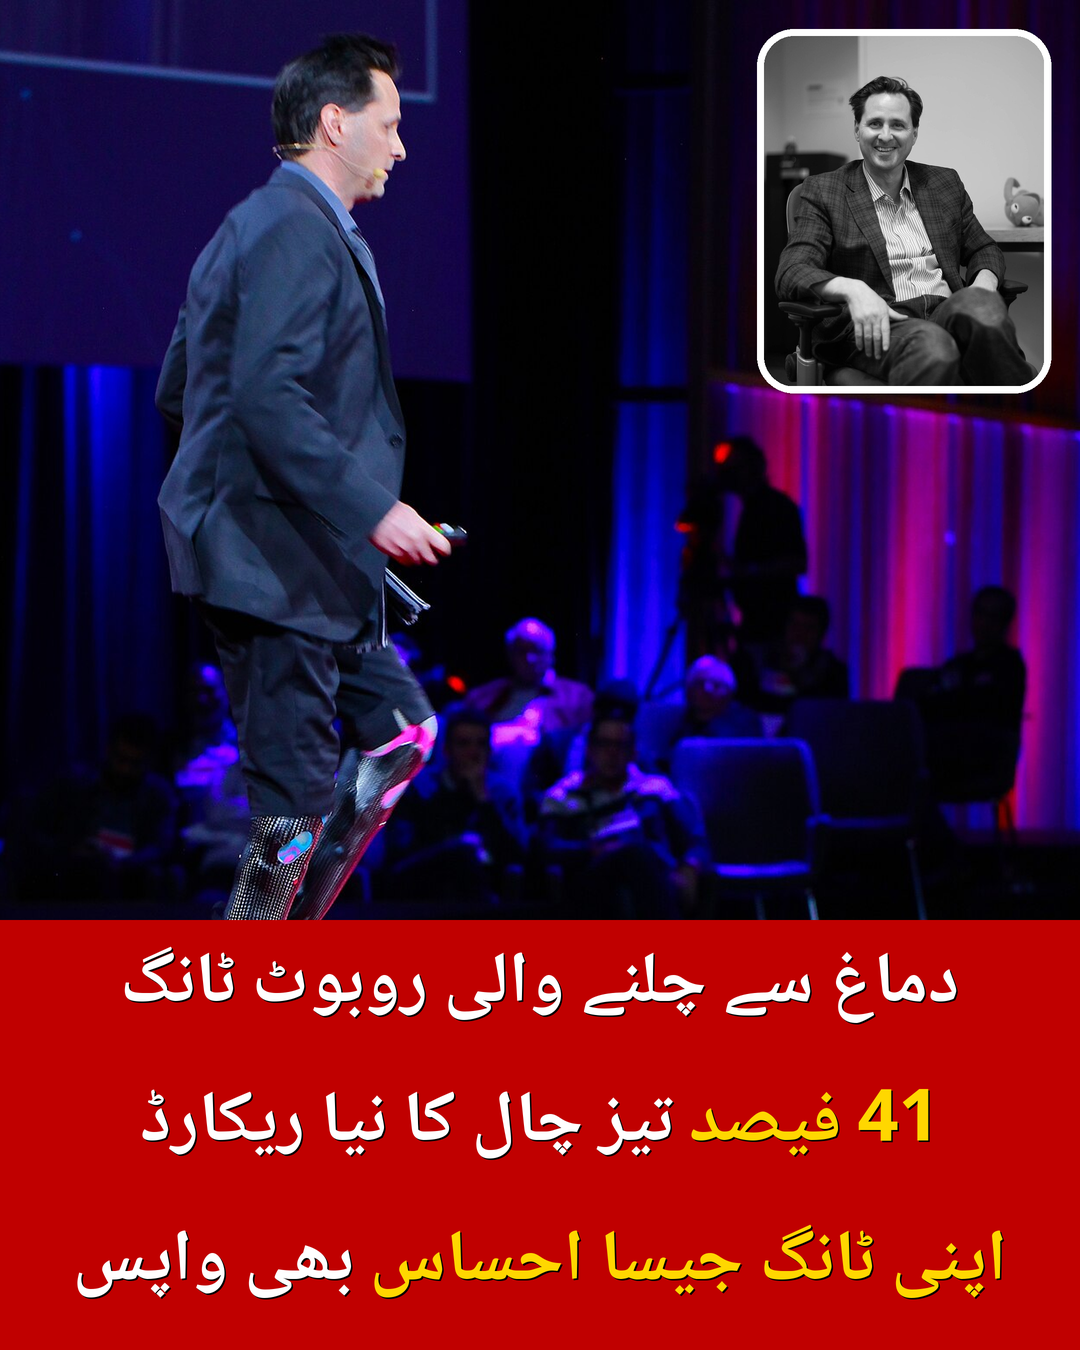 دماغ سے چلنے والی روبوٹ ٹانگ
41 فیصد تیز چال کا نیا ریکارڈ
اپنی ٹانگ جیسا احساس بھی واپس